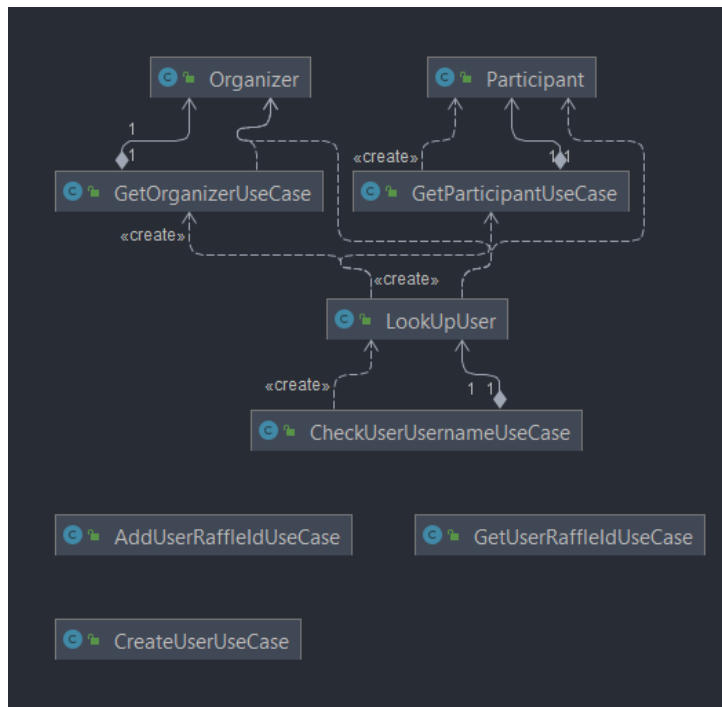 Organizer
Participant
1
1
«create»
1
1
GetOrganizerUseCase
GetParticipantUseCase
«create»
«create»
LookUpUser
«create»
1
1
CheckUserUsernameUseCase
AddUserRaffleIdUseCase
GetUserRaffleIdUseCase
CreateUserUseCase